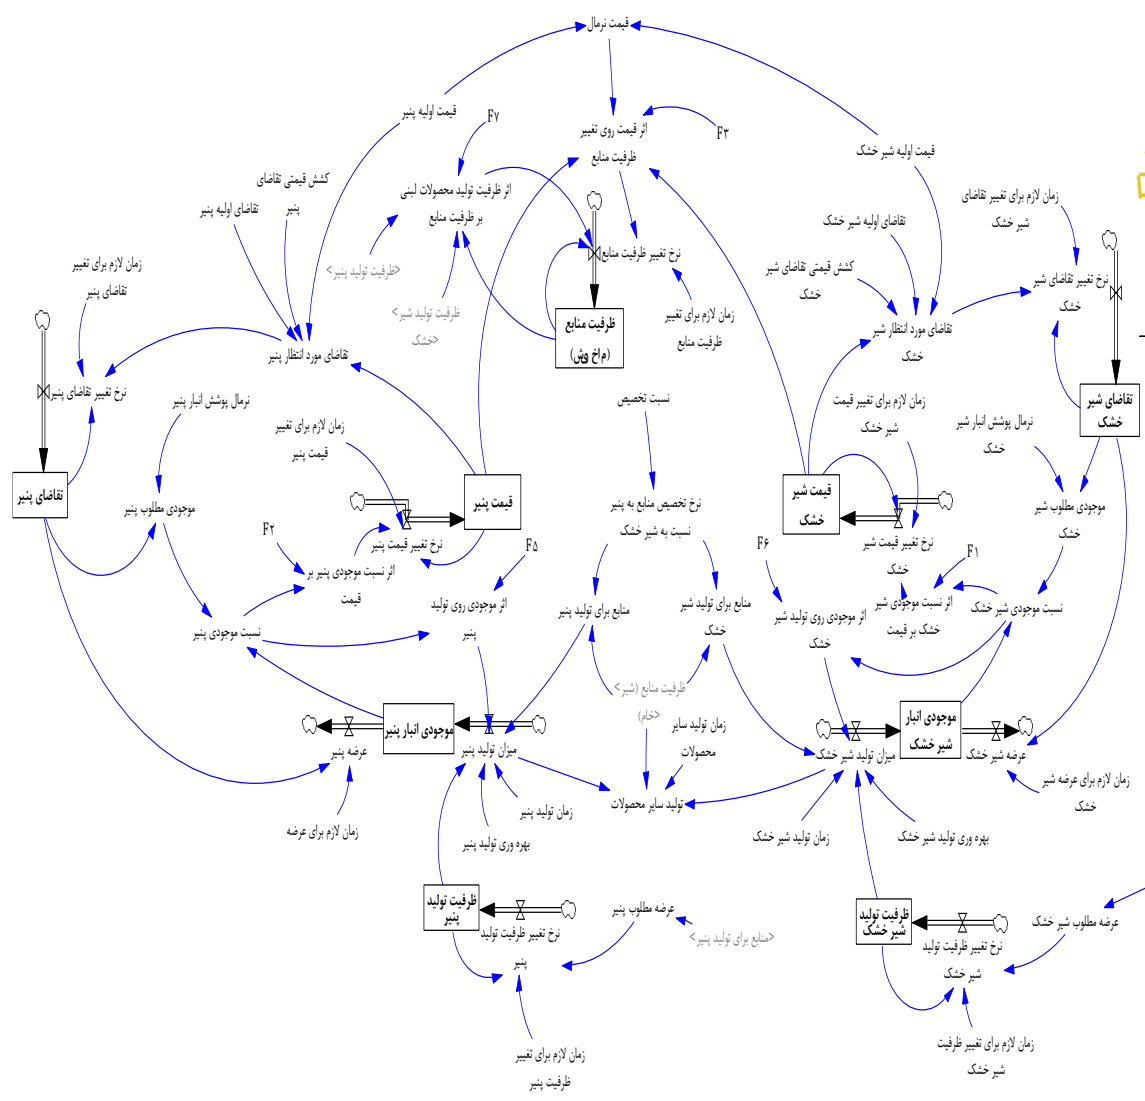 قیمت نرمال
قیمت اولیه پنیر
F۷
F۳
اثر قیمت روی تغییر
ظرفیت منابع
قیمت اولیه شیر خشک
کشش قیمتی تقاضای
پنیر
تقاضای اولیه پنیر
اثر ظرفیت تولید محصولات لبنی
بر ظرفیت منابع
زمان لازم برای تغییر تقاضای
شیر خشک
تقاضای اولیه شیر خشک
زمان لازم برای تغییر
تقاضای پنیر
<ظرفیت تولید پنیر>
نرخ تغییر ظرفیت منابع
کشش قیمتی تقاضای شیر
خشک
نرخ تغییر تقاضای شیر
خشک
<ظرفیت تولید شیر
خشک>
ظرفیت منابع
زمان لازم برای تغییر
ظرفیت منابع
تقاضای مورد انتظار شیر
خشک
تقاضای مورد انتظار پنیر
نرخ تغییر تقاضای پنیر
نرمال پوشش انبار پنیر
نسبت تخصیص
زمان لازم برای تغییر قیمت
شیر خشک
تقاضای شیر
خشک
نرمال پوشش انبار شیر
خشک
زمان لازم برای تغییر
قیمت پنیر
تقاضای پنیر
موجودی مطلوب پنیر
قیمت پنیر
نرخ تخصیص منابع به پنیر
نسبت به شیر خشک
قیمت شیر
خشک
موجودی مطلوب شیر
خشک
F۲
نرخ تغییر قیمت پنیر
F۵
F۶
نرخ تغییر قیمت شیر
خشک
F۱
اثر نسبت موجودی پنیر بر
قیمت
اثر موجودی روی تولید
پنیر
منابع برای تولید پنیر
منابع برای تولید شیر
خشک
اثر موجودی روی تولید شیر
خشک
اثر نسبت موجودی شیر
خشک بر قیمت
نسبت موجودی شیر خشک
نسبت موجودی پنیر
<ظرفیت منابع (شیر
خام)>
موجودی انبار پنیر
زمان تولید سایر
محصولات
موجودی انبار
شیر خشک
عرضه پنیر
میزان تولید پنیر
میزان تولید شیر خشک
عرضه شیر خشک
زمان لازم برای عرضه شیر
خشک
تولید سایر محصولات
زمان تولید پنیر
زمان لازم برای عرضه
بهره وری تولید پنیر
زمان تولید شیر خشک
بهره وری تولید شیر خشک
ظرفیت تولید
پنیر
عرضه مطلوب پنیر
<منابع برای تولید پنیر>
نرخ تغییر ظرفیت تولید
پنیر
ظرفیت تولید
شیر خشک
عرضه مطلوب شیر خشک
نرخ تغییر ظرفیت تولید
شیر خشک
زمان لازم برای تغییر
ظرفیت پنیر
زمان لازم برای تغییر ظرفیت
شیر خشک